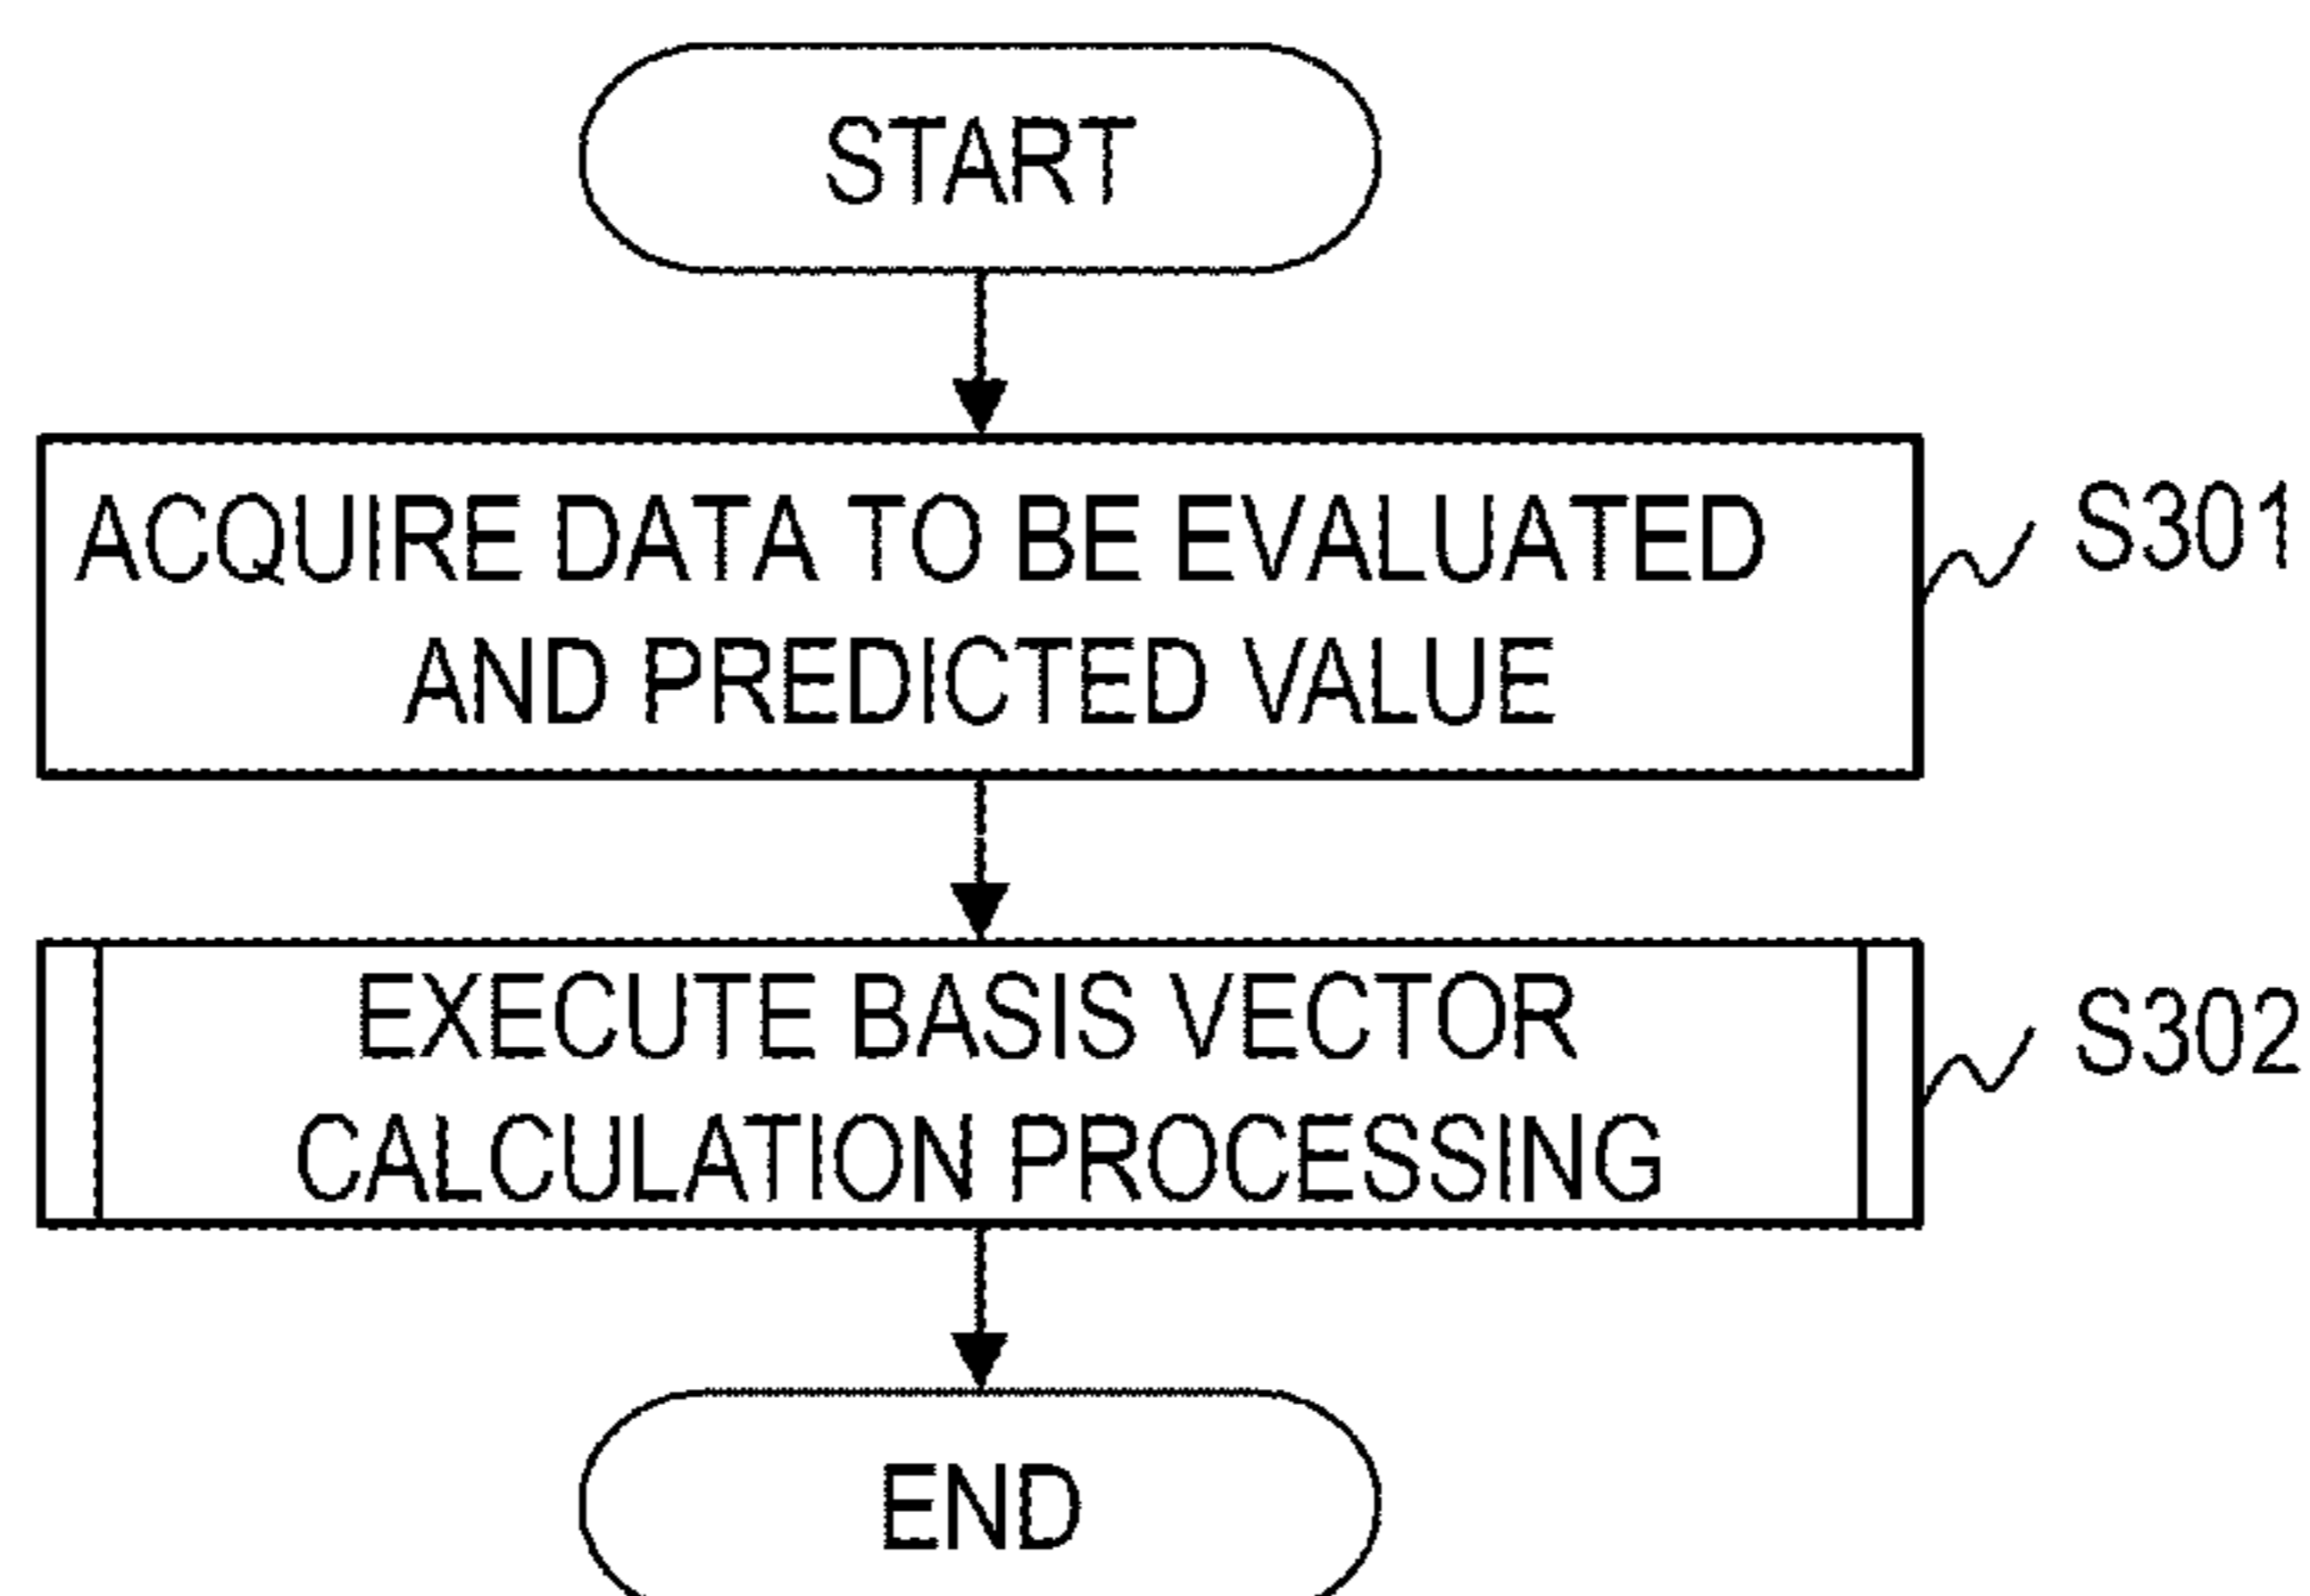 START
ACQUIRE DATA TO BE EVALUATED
AND PREDICTED VALUE
S301
EXECUTE BASIS VECTOR
CALCULATION PROCESSING
S302
END